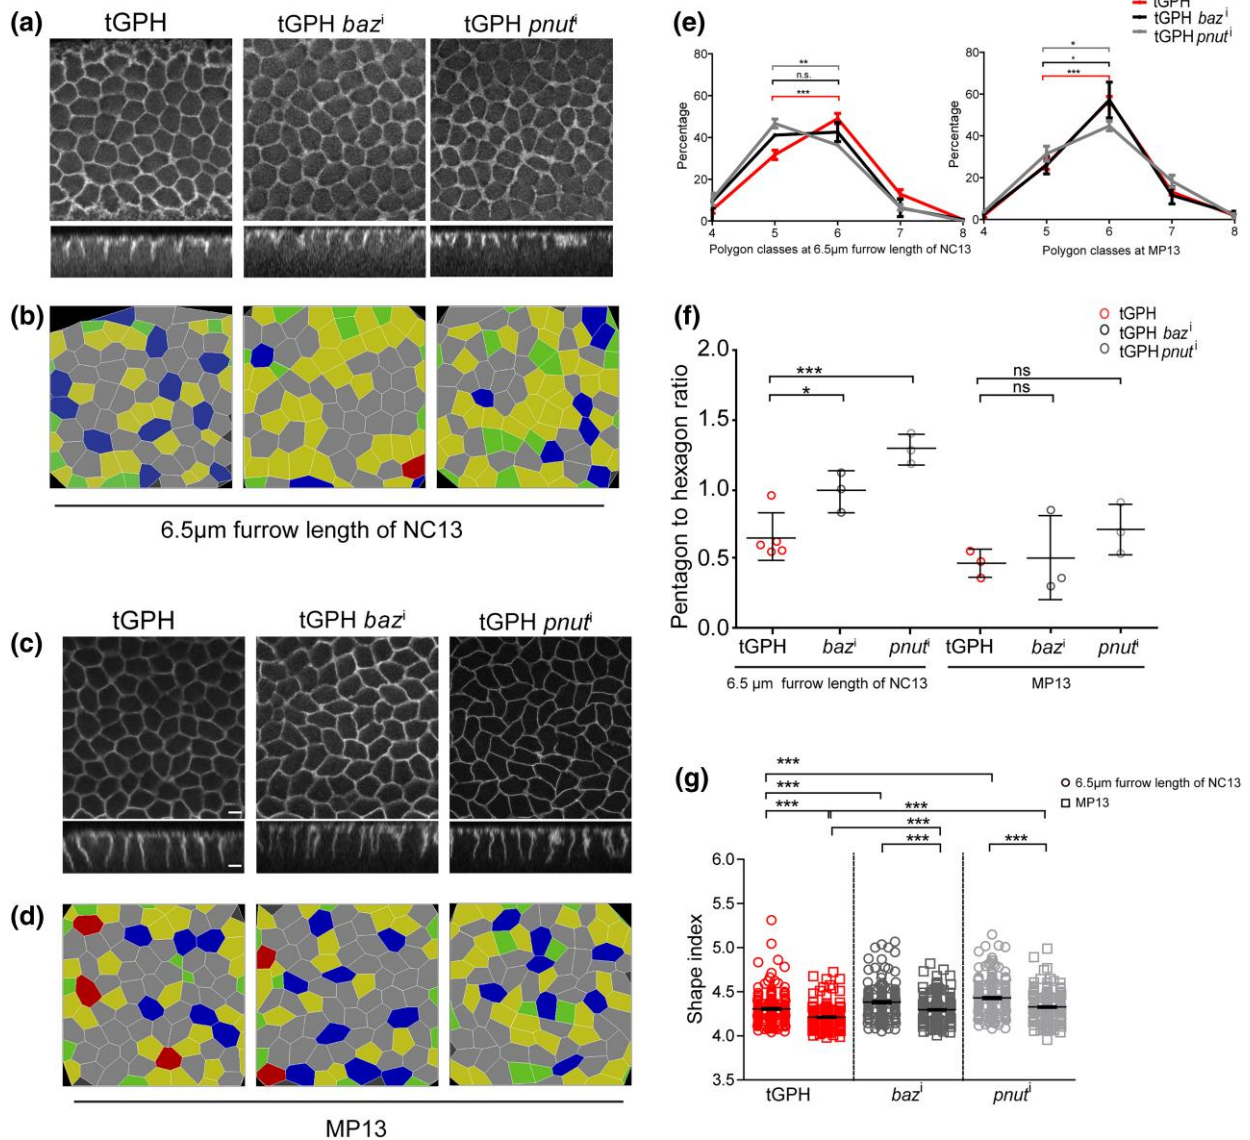 (a)
tGPH
tGPH baz^i
tGPH pnut^i
(b)
6.5µm furrow length of NC13
(c)
tGPH
tGPH baz^i
tGPH pnut^i
(d)
MP13
(e)
tGPH
tGPH baz^i
tGPH pnut^i
Percentage
80
60
40
20
0
**
n.s.
***
4 5 6 7 8
Polygon classes at 6.5µm furrow length of NC13
Percentage
80
60
40
20
0
*
*
***
4 5 6 7 8
Polygon classes at MP13
(f)
tGPH
tGPH baz^i
tGPH pnut^i
Pentagon to hexagon ratio
2.0
1.5
1.0
0.5
0.0
***
*
ns
ns
tGPH baz^i pnut^i tGPH baz^i pnut^i
6.5 µm furrow length of NC13 MP13
(g)
6.5µm furrow length of NC13
MP13
***
***
*** ***
***
*** ***
Shape index
6.0
5.5
5.0
4.5
4.0
3.5
tGPH baz^i pnut^i